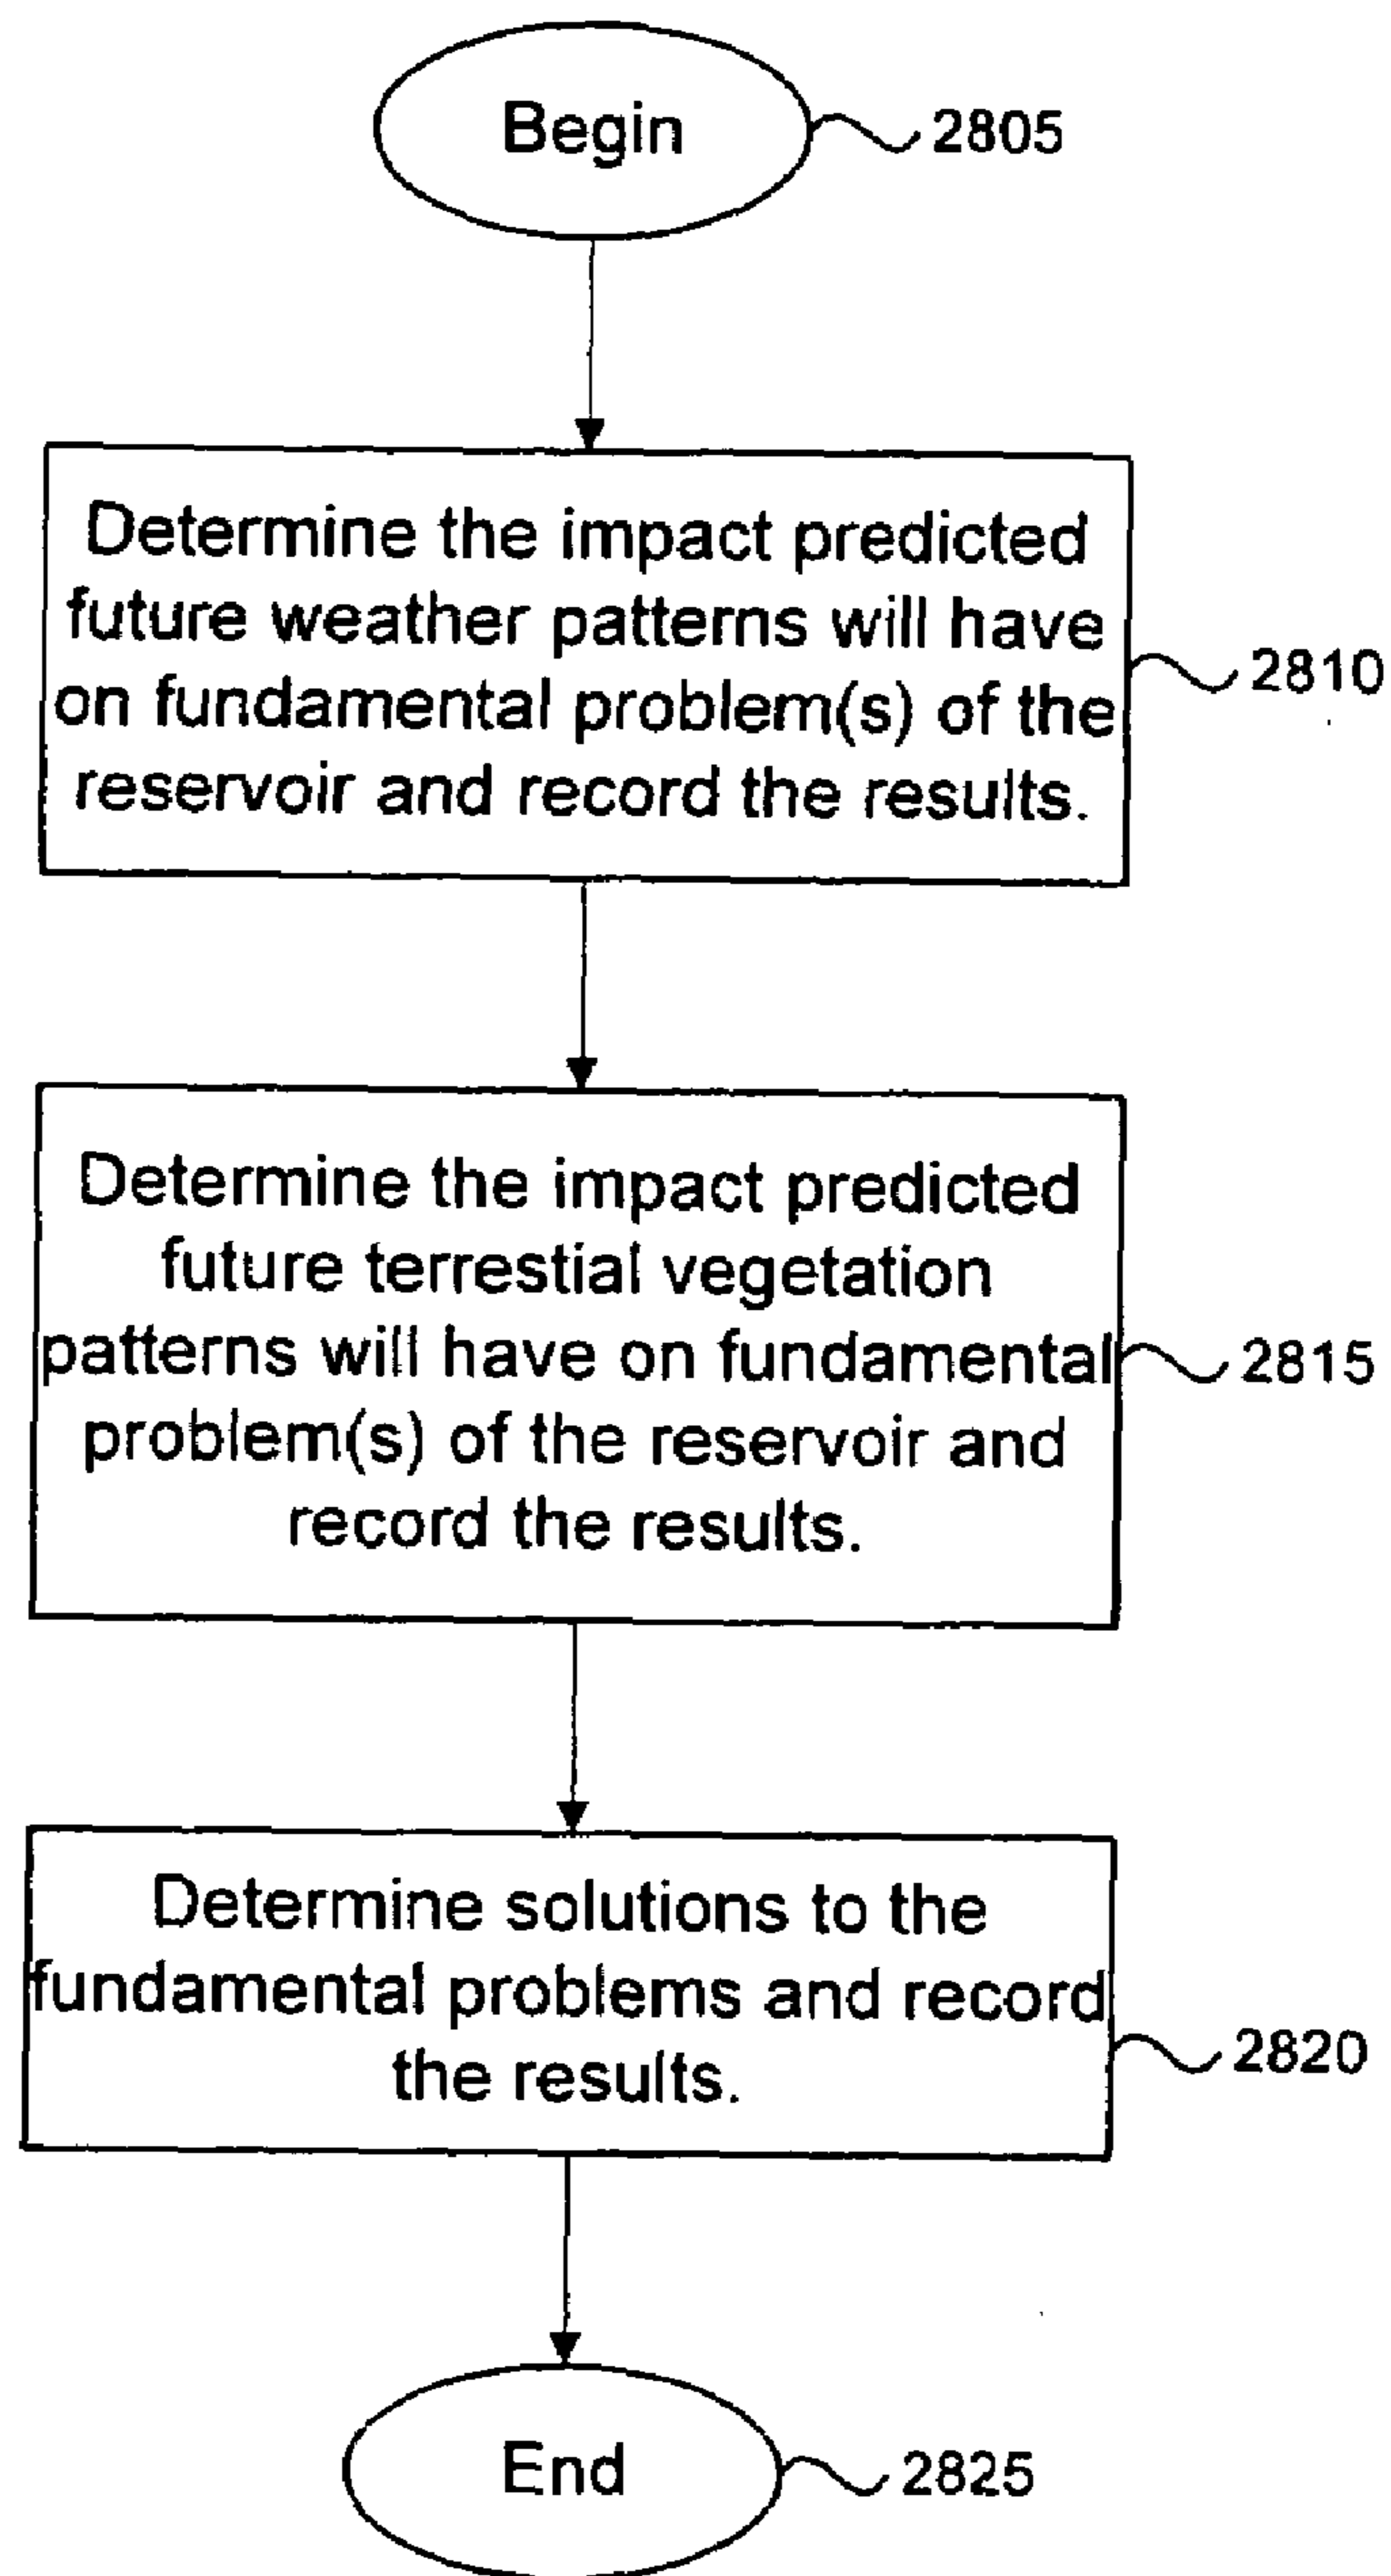 Begin
2805
Determine the impact predicted
future weather patterns will have
on fundamental problem(s) of the
reservoir and record the results.
2810
Determine the impact predicted
future terrestial vegetation
patterns will have on fundamental
problem(s) of the reservoir and
record the results.
2815
Determine solutions to the
fundamental problems and record
the results.
2820
End
2825